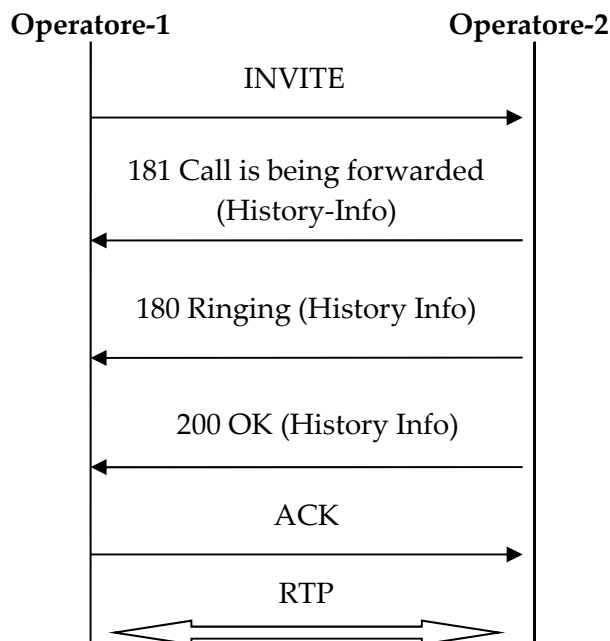 Operatore-1 Operatore-2
INVITE
181 Call is being forwarded
(History-Info)
180 Ringing (History Info)
200 OK (History Info)
ACK
RTP